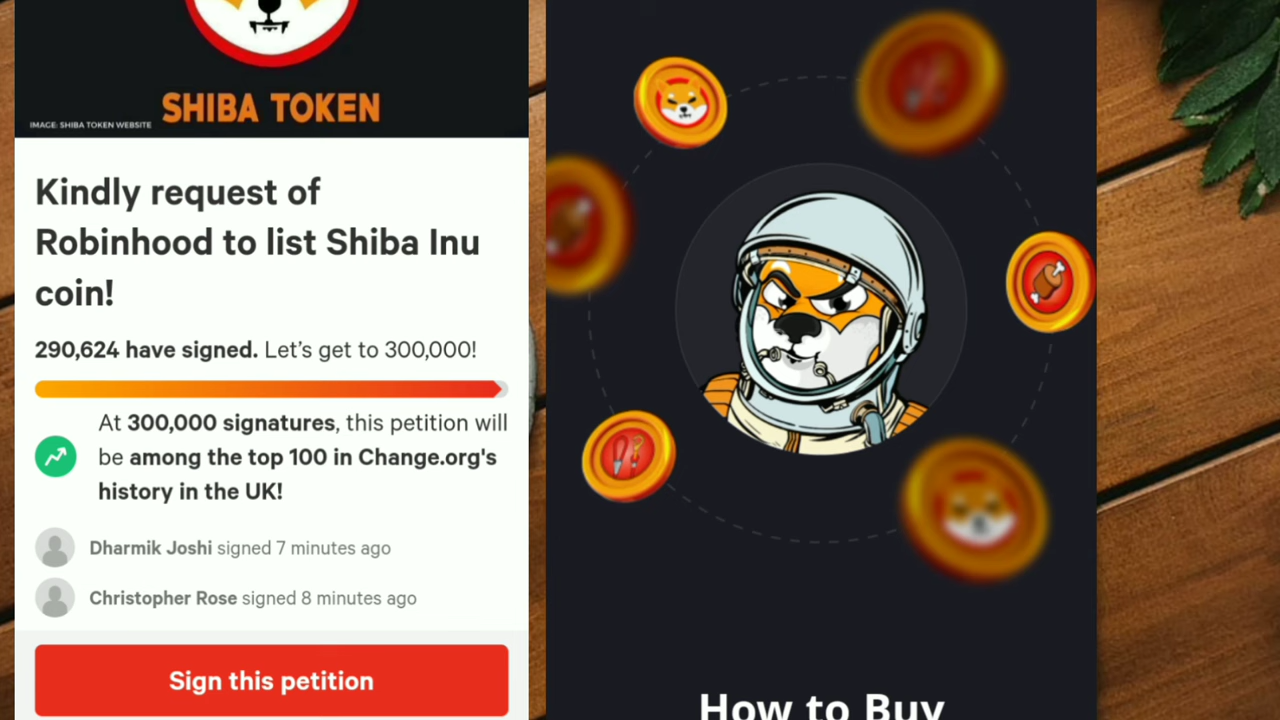 SHIBA TOKEN
IMAGE: SHIBA TOKEN WEBSITE
Kindly request of
Robinhood to list Shiba Inu
coin!
290,624 have signed. Let's get to 300,000!
At 300,000 signatures, this petition will
be among the top 100 in Change.org's
history in the UK!
Dharmik Joshi signed 7 minutes ago
Christopher Rose signed 8 minutes ago
Sign this petition
How to Buy